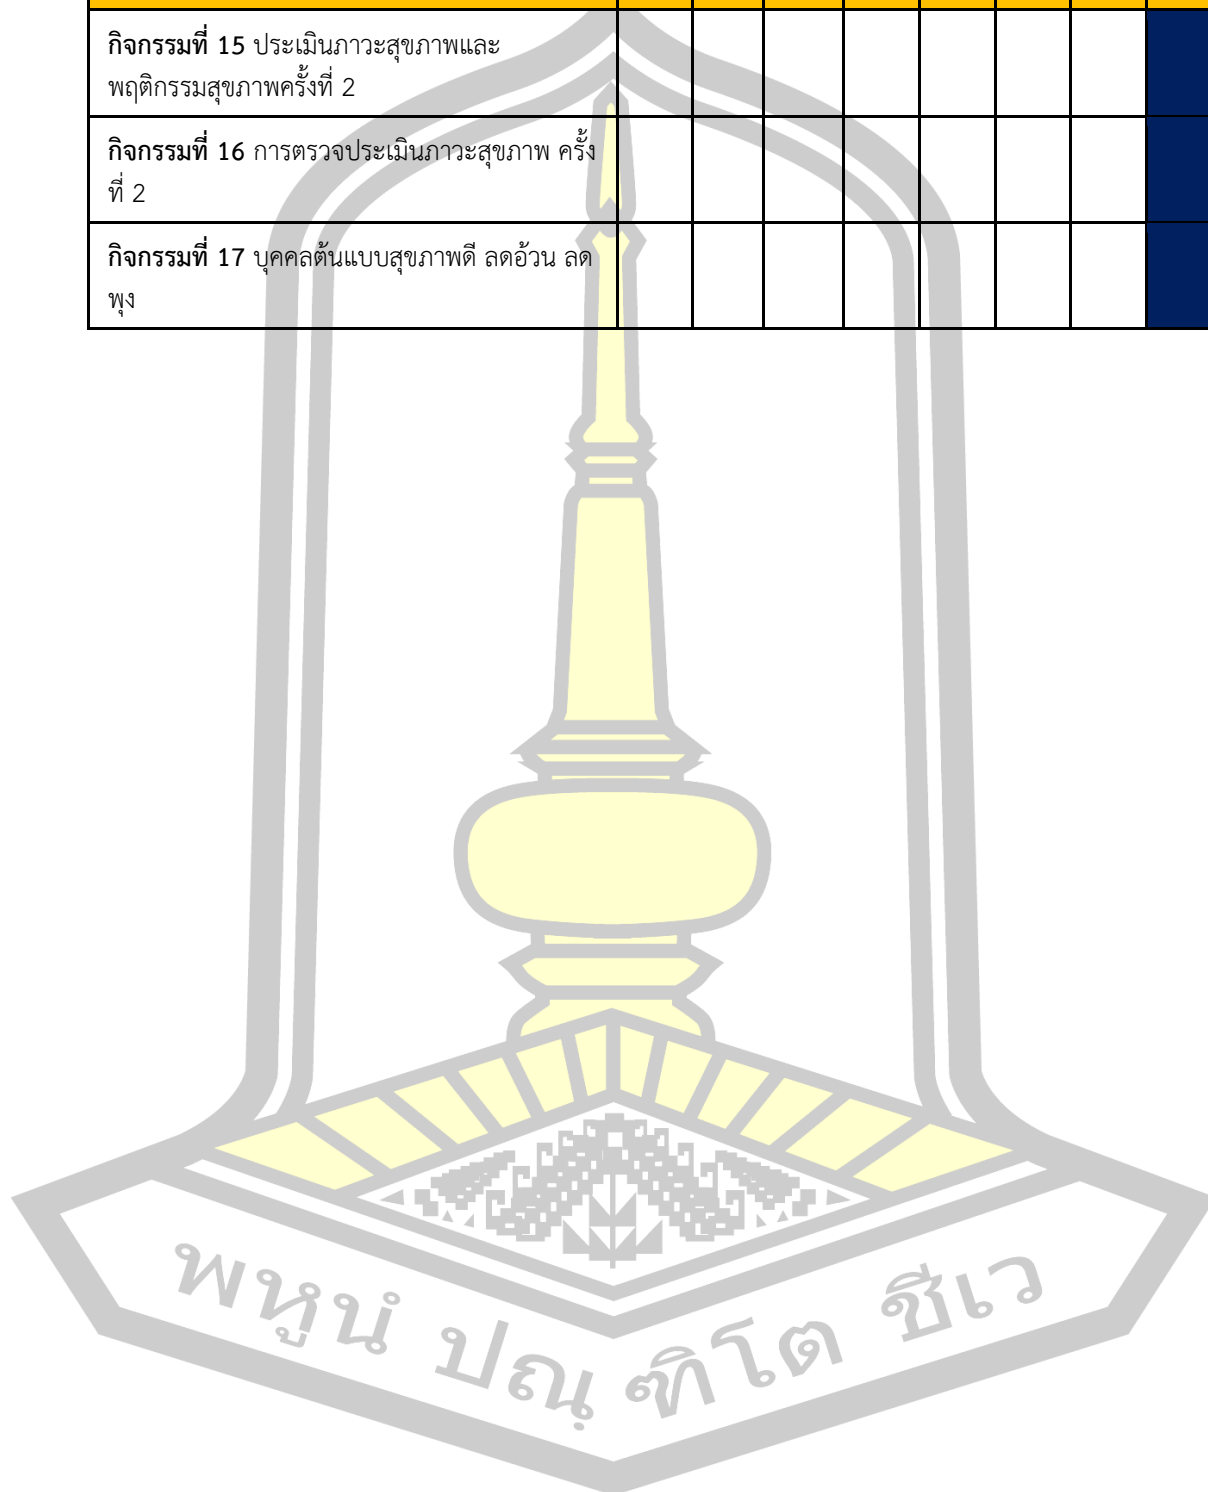 กิจกรรมที่ 15 ประเมินภาวะสุขภาพและ
พฤติกรรมสุขภาพครั้งที่ 2
กิจกรรมที่ 16 การตรวจประเมินภาวะสุขภาพ ครั้ง
ที่ 2
กิจกรรมที่ 17 บุคคลต้นแบบสุขภาพดี ลดอ้วน ลด
พุง
พหูนํ ปณฺ ฑิโต ชีเว